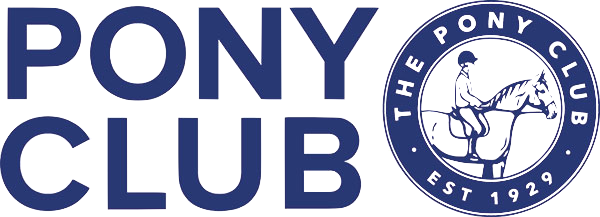 PONY
CLUB
THE PONY CLUB
· EST 1929 ·